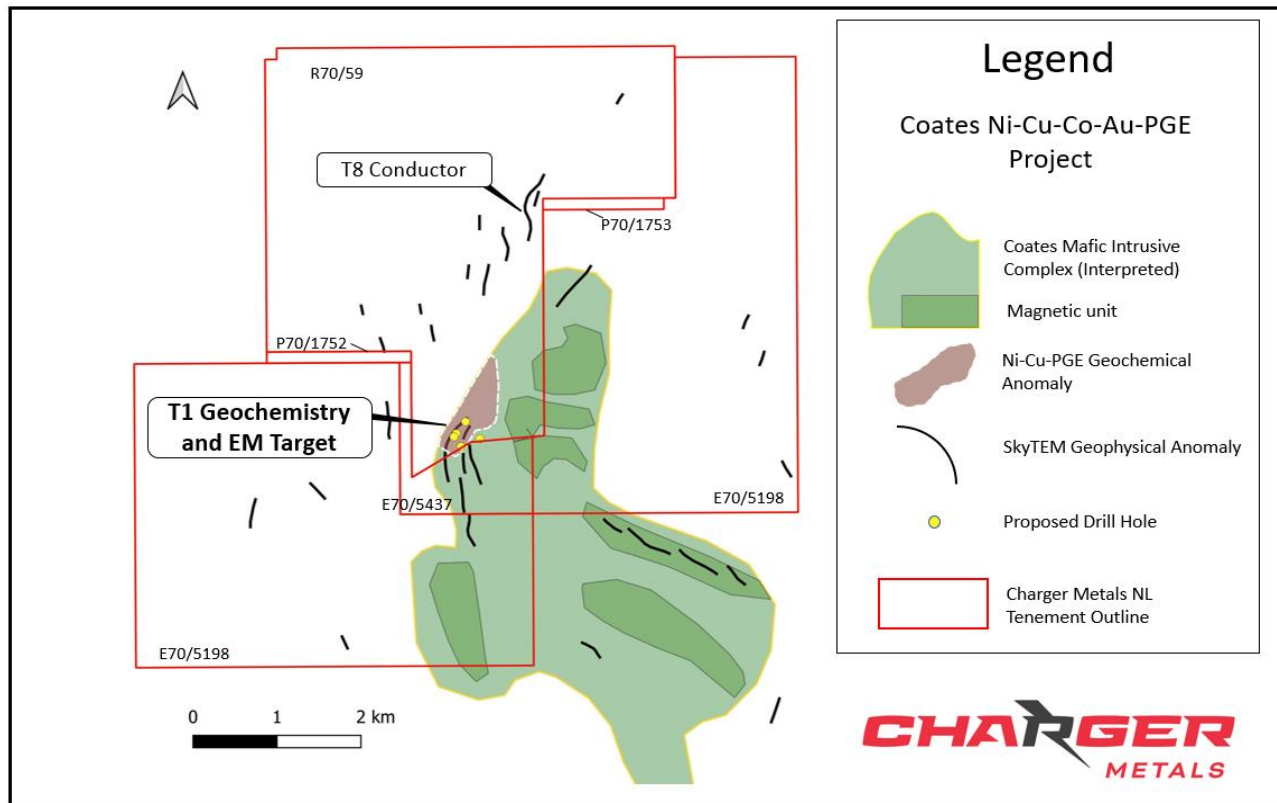 R70/59
T8 Conductor
P70/1753
P70/1752
T1 Geochemistry
and EM Target
E70/5437
E70/5198
E70/5198
0 1 2 km
Legend
Coates Ni-Cu-Co-Au-PGE
Project
Coates Mafic Intrusive
Complex (Interpreted)
Magnetic unit
Ni-Cu-PGE Geochemical
Anomaly
SkyTEM Geophysical Anomaly
Proposed Drill Hole
Charger Metals NL
Tenement Outline
CHARGER
METALS